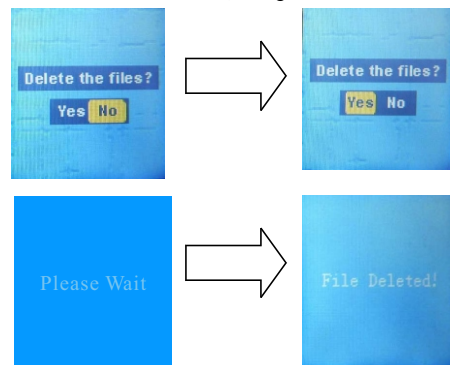 Delete the files?
Yes No
Delete the files?
Yes No
Please Wait
File Deleted!